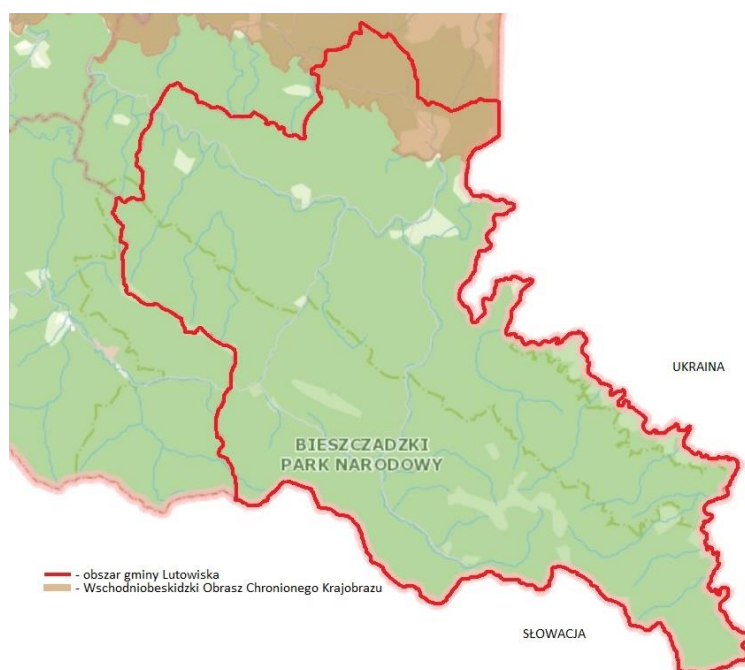 UKRAINA
BIESZCZADZKI
PARK NARODOWY
- obszar gminy Lutowiska
- Wschodniobeskidzki Obrasz Chronionego Krajobrazu
SŁOWACJA